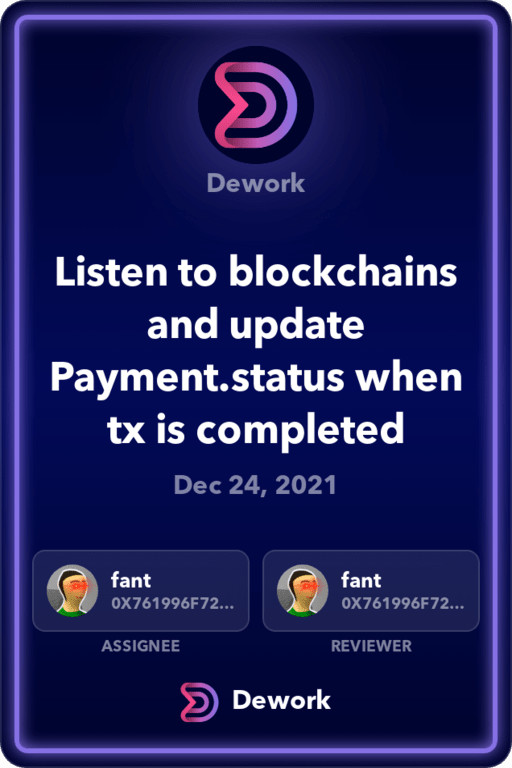 Dework
Listen to blockchains
and update
Payment.status when
tx is completed
Dec 24, 2021
fant
0X761996F72...
ASSIGNEE
fant
0X761996F72...
REVIEWER
Dework